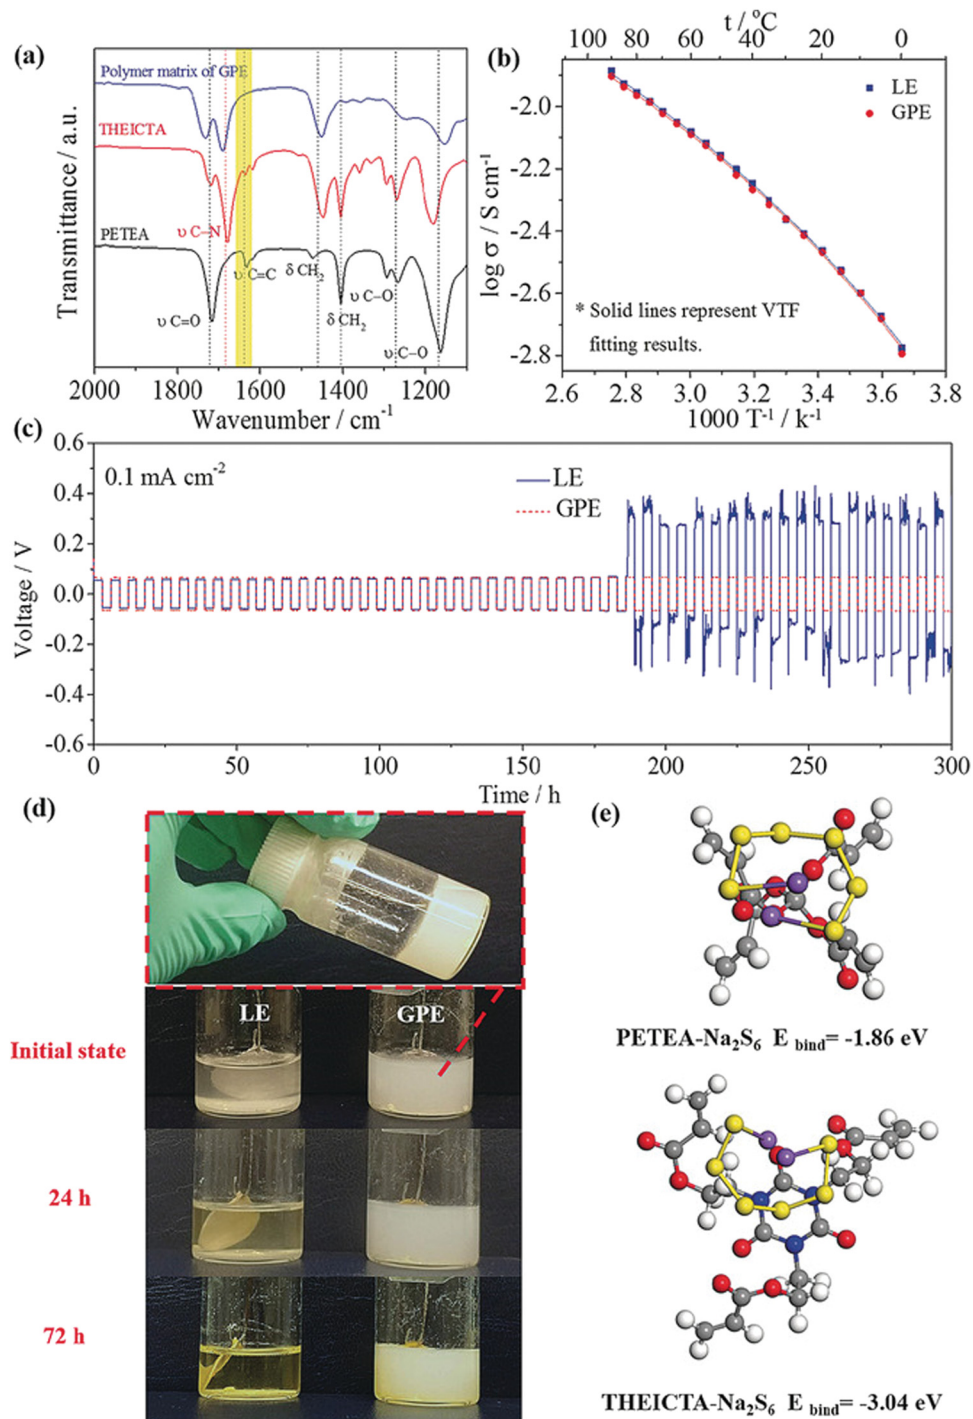 (a)
Polymer matrix of GPE
THEICTA
υ C−N
PETEA
υ C=C
δ CH2
υ C−O
υ C=O
δ CH2
υ C−O
Transmittance / a.u.
2000 1800 1600 1400 1200
Wavenumber / cm-1
(b)
t / oC
100 80 60 40 20 0
LE
GPE
log σ / S cm-1
-2.0
-2.2
-2.4
-2.6
-2.8
* Solid lines represent VTF
fitting results.
2.6 2.8 3.0 3.2 3.4 3.6 3.8
1000 T-1 / k-1
(c)
0.1 mA cm-2
LE
GPE
Voltage / V
0.6
0.4
0.2
0.0
-0.2
-0.4
-0.6
0 50 100 150 200 250 300
Time / h
(d)
LE GPE
Initial state
24 h
72 h
(e)
PETEA-Na2S6 E bind= -1.86 eV
THEICTA-Na2S6 E bind= -3.04 eV